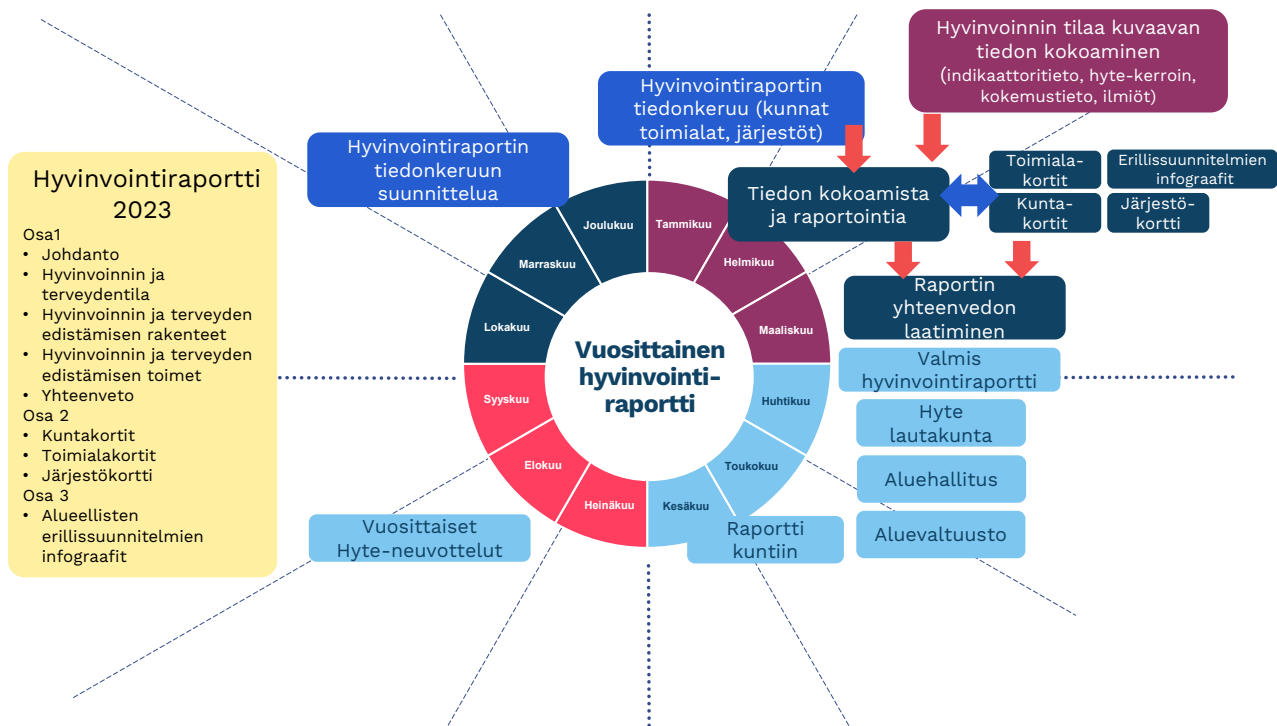 Hyvinvoinnin tilaa kuvaavan
tiedon kokoaminen
(indikaattoritieto, hyte-kerroin,
kokemustieto, ilmiöt)
Hyvinvointiraportin
tiedonkeruu (kunnat
toimialat, järjestöt)
Hyvinvointiraportin
tiedonkeruun
suunnittelua
Tiedon kokoamista
ja raportointia
Toimiala-
kortit
Erillissuunnitelmien
infograafit
Kunta-
kortit
Järjestö-
kortti
Raportin
yhteenvedon
laatiminen
Valmis
hyvinvointiraportti
Hyte
lautakunta
Aluehallitus
Aluevaltuusto
Raportti
kuntiin
Vuosittaiset
Hyte-neuvottelut
Hyvinvointiraportti
2023
Osa1
• Johdanto
• Hyvinvoinnin ja
terveydentila
• Hyvinvoinnin ja terveyden
edistämisen rakenteet
• Hyvinvoinnin ja terveyden
edistämisen toimet
• Yhteenveto
Osa 2
• Kuntakortit
• Toimialakortit
• Järjestökortti
Osa 3
• Alueellisten
erillissuunnitelmien
infograafit
Vuosittainen
hyvinvointi-
raportti
Tammikuu
Helmikuu
Maaliskuu
Huhtikuu
Toukokuu
Kesäkuu
Heinäkuu
Elokuu
Syyskuu
Lokakuu
Marraskuu
Joulukuu